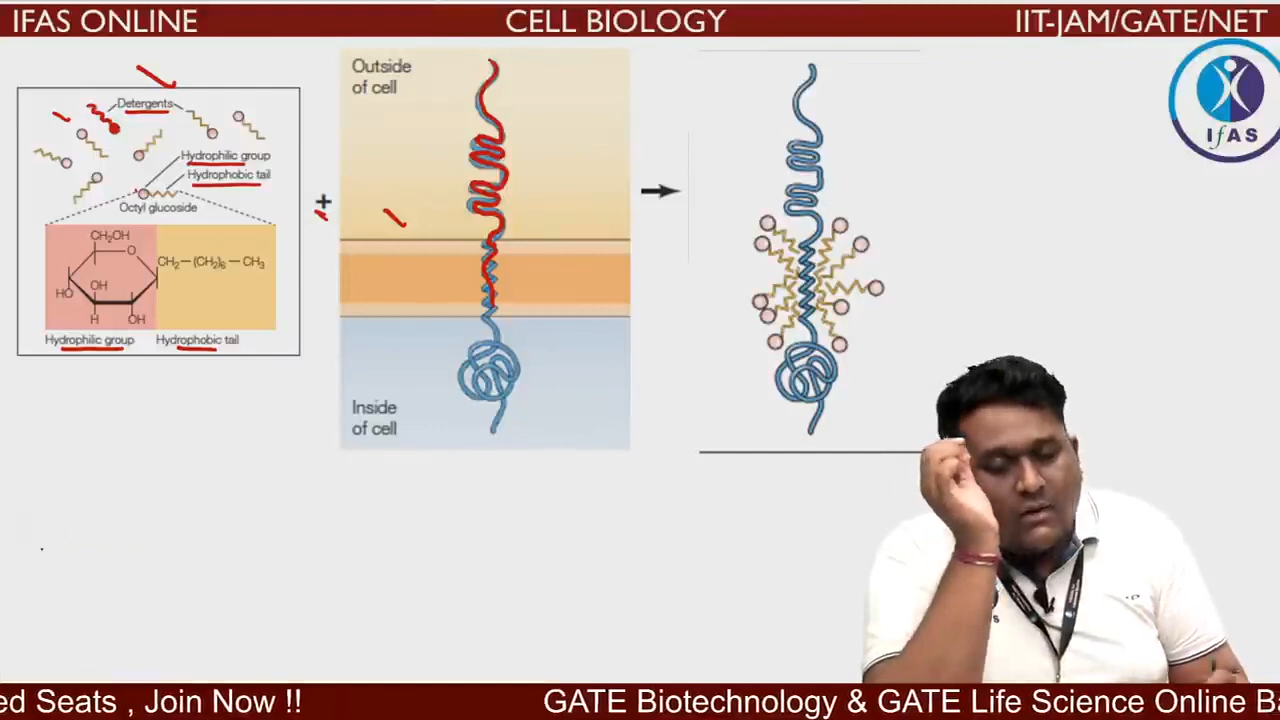 IFAS ONLINE
CELL BIOLOGY
IIT-JAM/GATE/NET
IfAS
Detergents
Hydrophilic group
Hydrophobic tail
Octyl glucoside
CH₂OH
O
CH₂—(CH₂)₆—CH₃
OH
HO
H
OH
Hydrophilic group
Hydrophobic tail
+
Outside
of cell
Inside
of cell
ed Seats , Join Now !!
GATE Biotechnology & GATE Life Science Online Ba